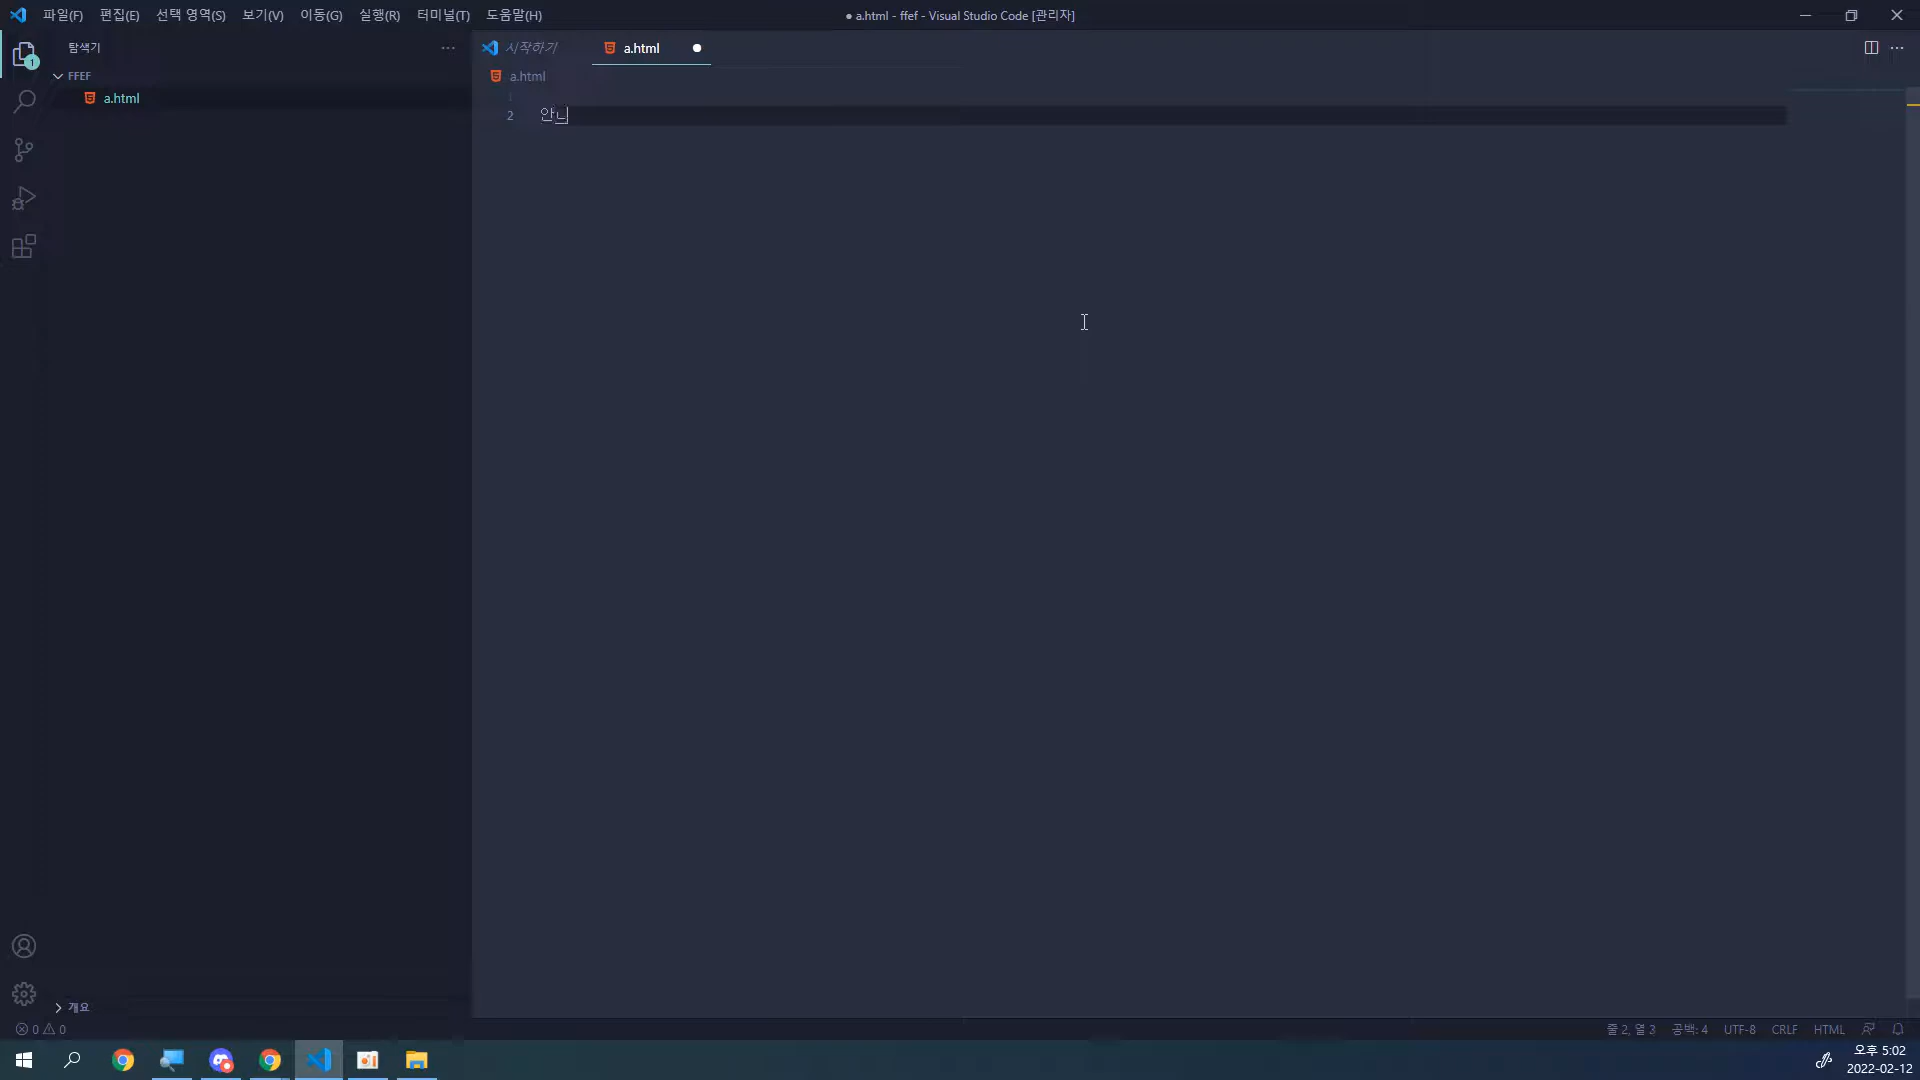 파일(F) 편집(E) 선택 영역(S) 보기(V) 이동(G) 실행(R) 터미널(T) 도움말(H)
● a.html - ffef - Visual Studio Code [관리자]
탐색기
시작하기
a.html
1
FFEF
a.html
a.html
1
2 안ㄴ
개요
0 0
줄 2, 열 3 공백: 4 UTF-8 CRLF HTML
오후 5:02
2022-02-12